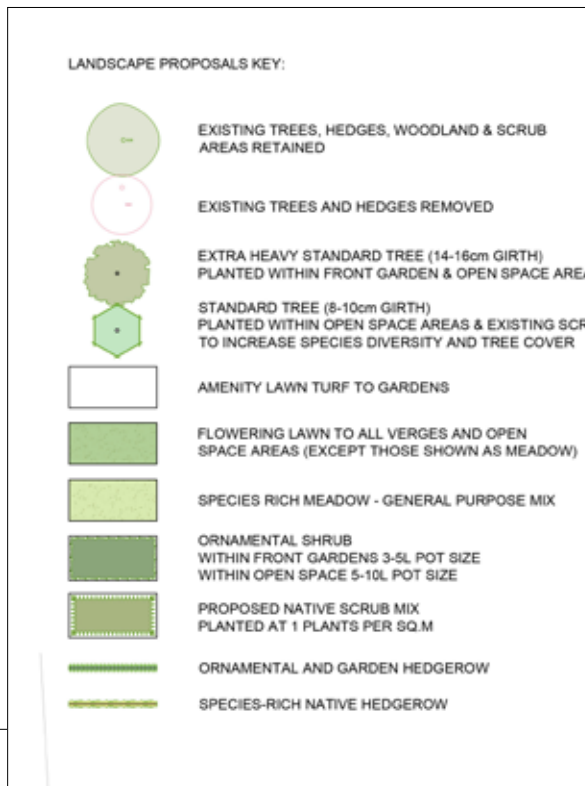 LANDSCAPE PROPOSALS KEY:
EXISTING TREES, HEDGES, WOODLAND & SCRUB
AREAS RETAINED
EXISTING TREES AND HEDGES REMOVED
EXTRA HEAVY STANDARD TREE (14-16cm GIRTH)
PLANTED WITHIN FRONT GARDEN & OPEN SPACE AREA
STANDARD TREE (8-10cm GIRTH)
PLANTED WITHIN OPEN SPACE AREAS & EXISTING SCR
TO INCREASE SPECIES DIVERSITY AND TREE COVER
AMENITY LAWN TURF TO GARDENS
FLOWERING LAWN TO ALL VERGES AND OPEN
SPACE AREAS (EXCEPT THOSE SHOWN AS MEADOW)
SPECIES RICH MEADOW - GENERAL PURPOSE MIX
ORNAMENTAL SHRUB
WITHIN FRONT GARDENS 3-5L POT SIZE
WITHIN OPEN SPACE 5-10L POT SIZE
PROPOSED NATIVE SCRUB MIX
PLANTED AT 1 PLANTS PER SQ.M
ORNAMENTAL AND GARDEN HEDGEROW
SPECIES-RICH NATIVE HEDGEROW